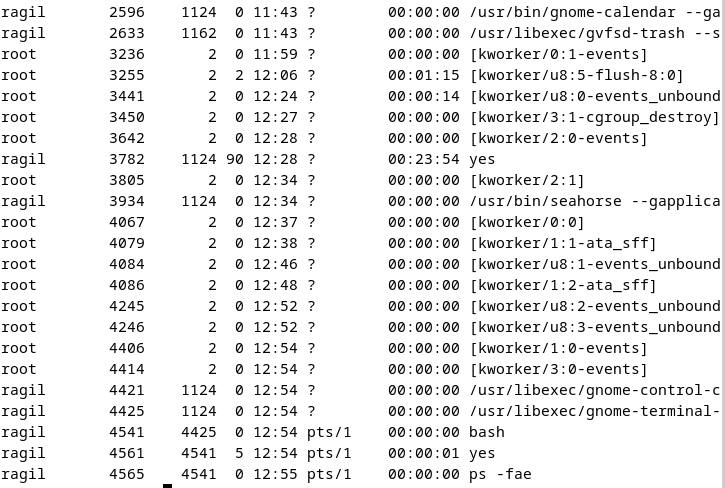 ragil 2596 1124 0 11:43 ? 00:00:00 /usr/bin/gnome-calendar --ga
ragil 2633 1162 0 11:43 ? 00:00:00 /usr/libexec/gvfsd-trash --s
root 3236 2 0 11:59 ? 00:00:00 [kworker/0:1-events]
root 3255 2 2 12:06 ? 00:01:15 [kworker/u8:5-flush-8:0]
root 3441 2 0 12:24 ? 00:00:14 [kworker/u8:0-events_unbound
root 3450 2 0 12:27 ? 00:00:00 [kworker/3:1-cgroup_destroy]
root 3642 2 0 12:28 ? 00:00:00 [kworker/2:0-events]
ragil 3782 1124 90 12:28 ? 00:23:54 yes
root 3805 2 0 12:34 ? 00:00:00 [kworker/2:1]
ragil 3934 1124 0 12:34 ? 00:00:00 /usr/bin/seahorse --gapplica
root 4067 2 0 12:37 ? 00:00:00 [kworker/0:0]
root 4079 2 0 12:38 ? 00:00:00 [kworker/1:1-ata_sff]
root 4084 2 0 12:46 ? 00:00:00 [kworker/u8:1-events_unbound
root 4086 2 0 12:48 ? 00:00:00 [kworker/1:2-ata_sff]
root 4245 2 0 12:52 ? 00:00:00 [kworker/u8:2-events_unbound
root 4246 2 0 12:52 ? 00:00:00 [kworker/u8:3-events_unbound
root 4406 2 0 12:54 ? 00:00:00 [kworker/1:0-events]
root 4414 2 0 12:54 ? 00:00:00 [kworker/3:0-events]
ragil 4421 1124 0 12:54 ? 00:00:00 /usr/libexec/gnome-control-c
ragil 4425 1124 0 12:54 ? 00:00:00 /usr/libexec/gnome-terminal-
ragil 4541 4425 0 12:54 pts/1 00:00:00 bash
ragil 4561 4541 5 12:54 pts/1 00:00:01 yes
ragil 4565 4541 0 12:55 pts/1 00:00:00 ps -fae